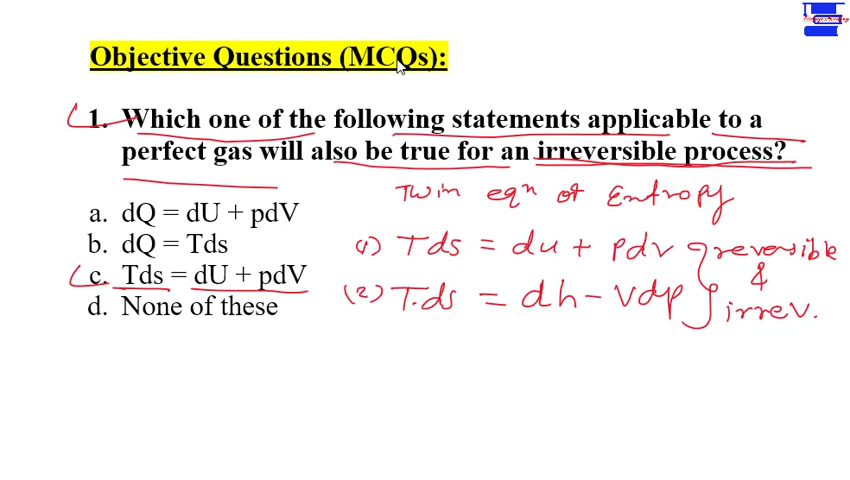 Objective Questions (MCQs):
1. Which one of the following statements applicable to a
perfect gas will also be true for an irreversible process?
Twin eqn of Entropy
a. dQ = dU + pdV
b. dQ = Tds
c. Tds = dU + pdV
d. None of these
(1) Tds = du + pdv } reversible
&
(2) T.ds = dh - vdp } irrev.